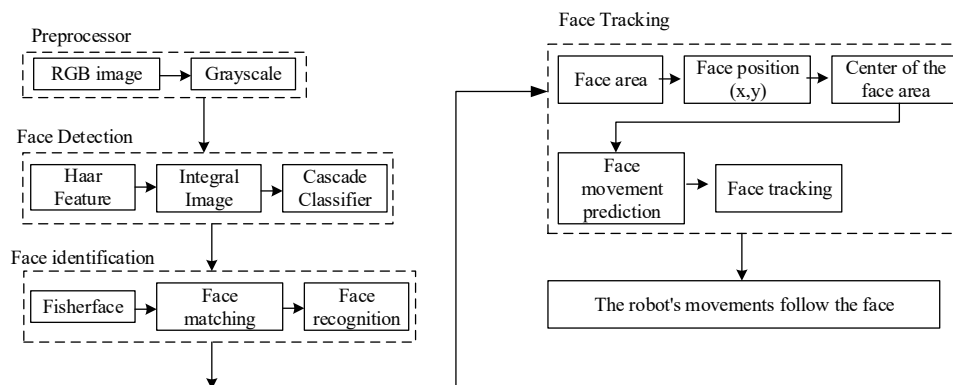 Preprocessor
RGB image
Grayscale
Face Detection
Haar
Feature
Integral
Image
Cascade
Classifier
Face identification
Fisherface
Face
matching
Face
recognition
Face Tracking
Face area
Face position
(x,y)
Center of the
face area
Face
movement
prediction
Face tracking
The robot's movements follow the face